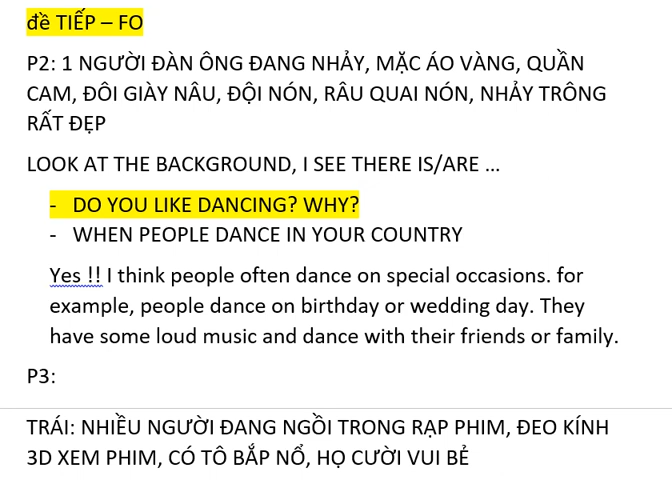 đề TIẾP – FO
P2: 1 NGƯỜI ĐÀN ÔNG ĐANG NHẢY, MẶC ÁO VÀNG, QUẦN
CAM, ĐÔI GIÀY NÂU, ĐỘI NÓN, RÂU QUAI NÓN, NHẢY TRÔNG
RẤT ĐẸP
LOOK AT THE BACKGROUND, I SEE THERE IS/ARE ...
- DO YOU LIKE DANCING? WHY?
- WHEN PEOPLE DANCE IN YOUR COUNTRY
Yes !! I think people often dance on special occasions. for
example, people dance on birthday or wedding day. They
have some loud music and dance with their friends or family.
P3:
TRÁI: NHIỀU NGƯỜI ĐANG NGỒI TRONG RẠP PHIM, ĐEO KÍNH
3D XEM PHIM, CÓ TÔ BẮP NỔ, HỌ CƯỜI VUI BẺ